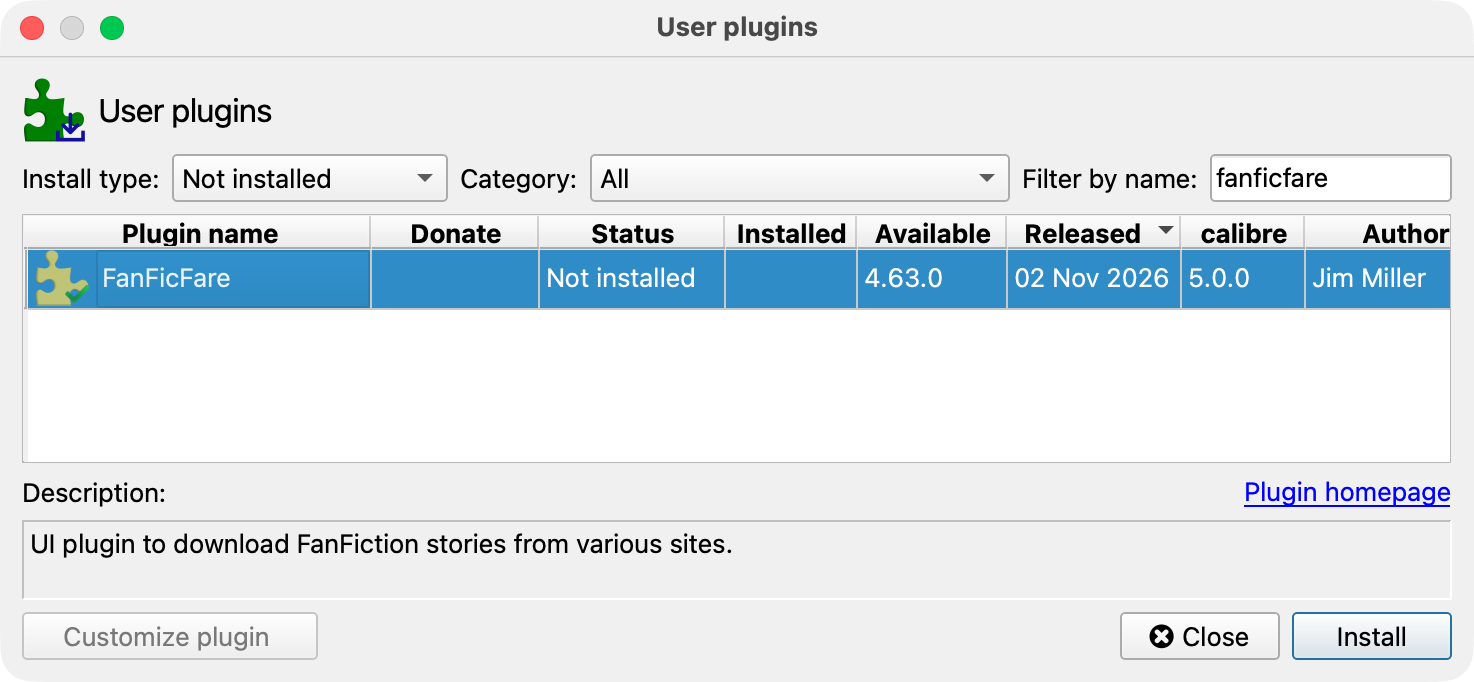 User plugins
User plugins
Install type: Not installed Category: All Filter by name: fanficfare
Plugin name Donate Status Installed Available Released calibre Author
FanFicFare Not installed 4.63.0 02 Nov 2026 5.0.0 Jim Miller
Description: Plugin homepage
UI plugin to download FanFiction stories from various sites.
Customize plugin Close Install